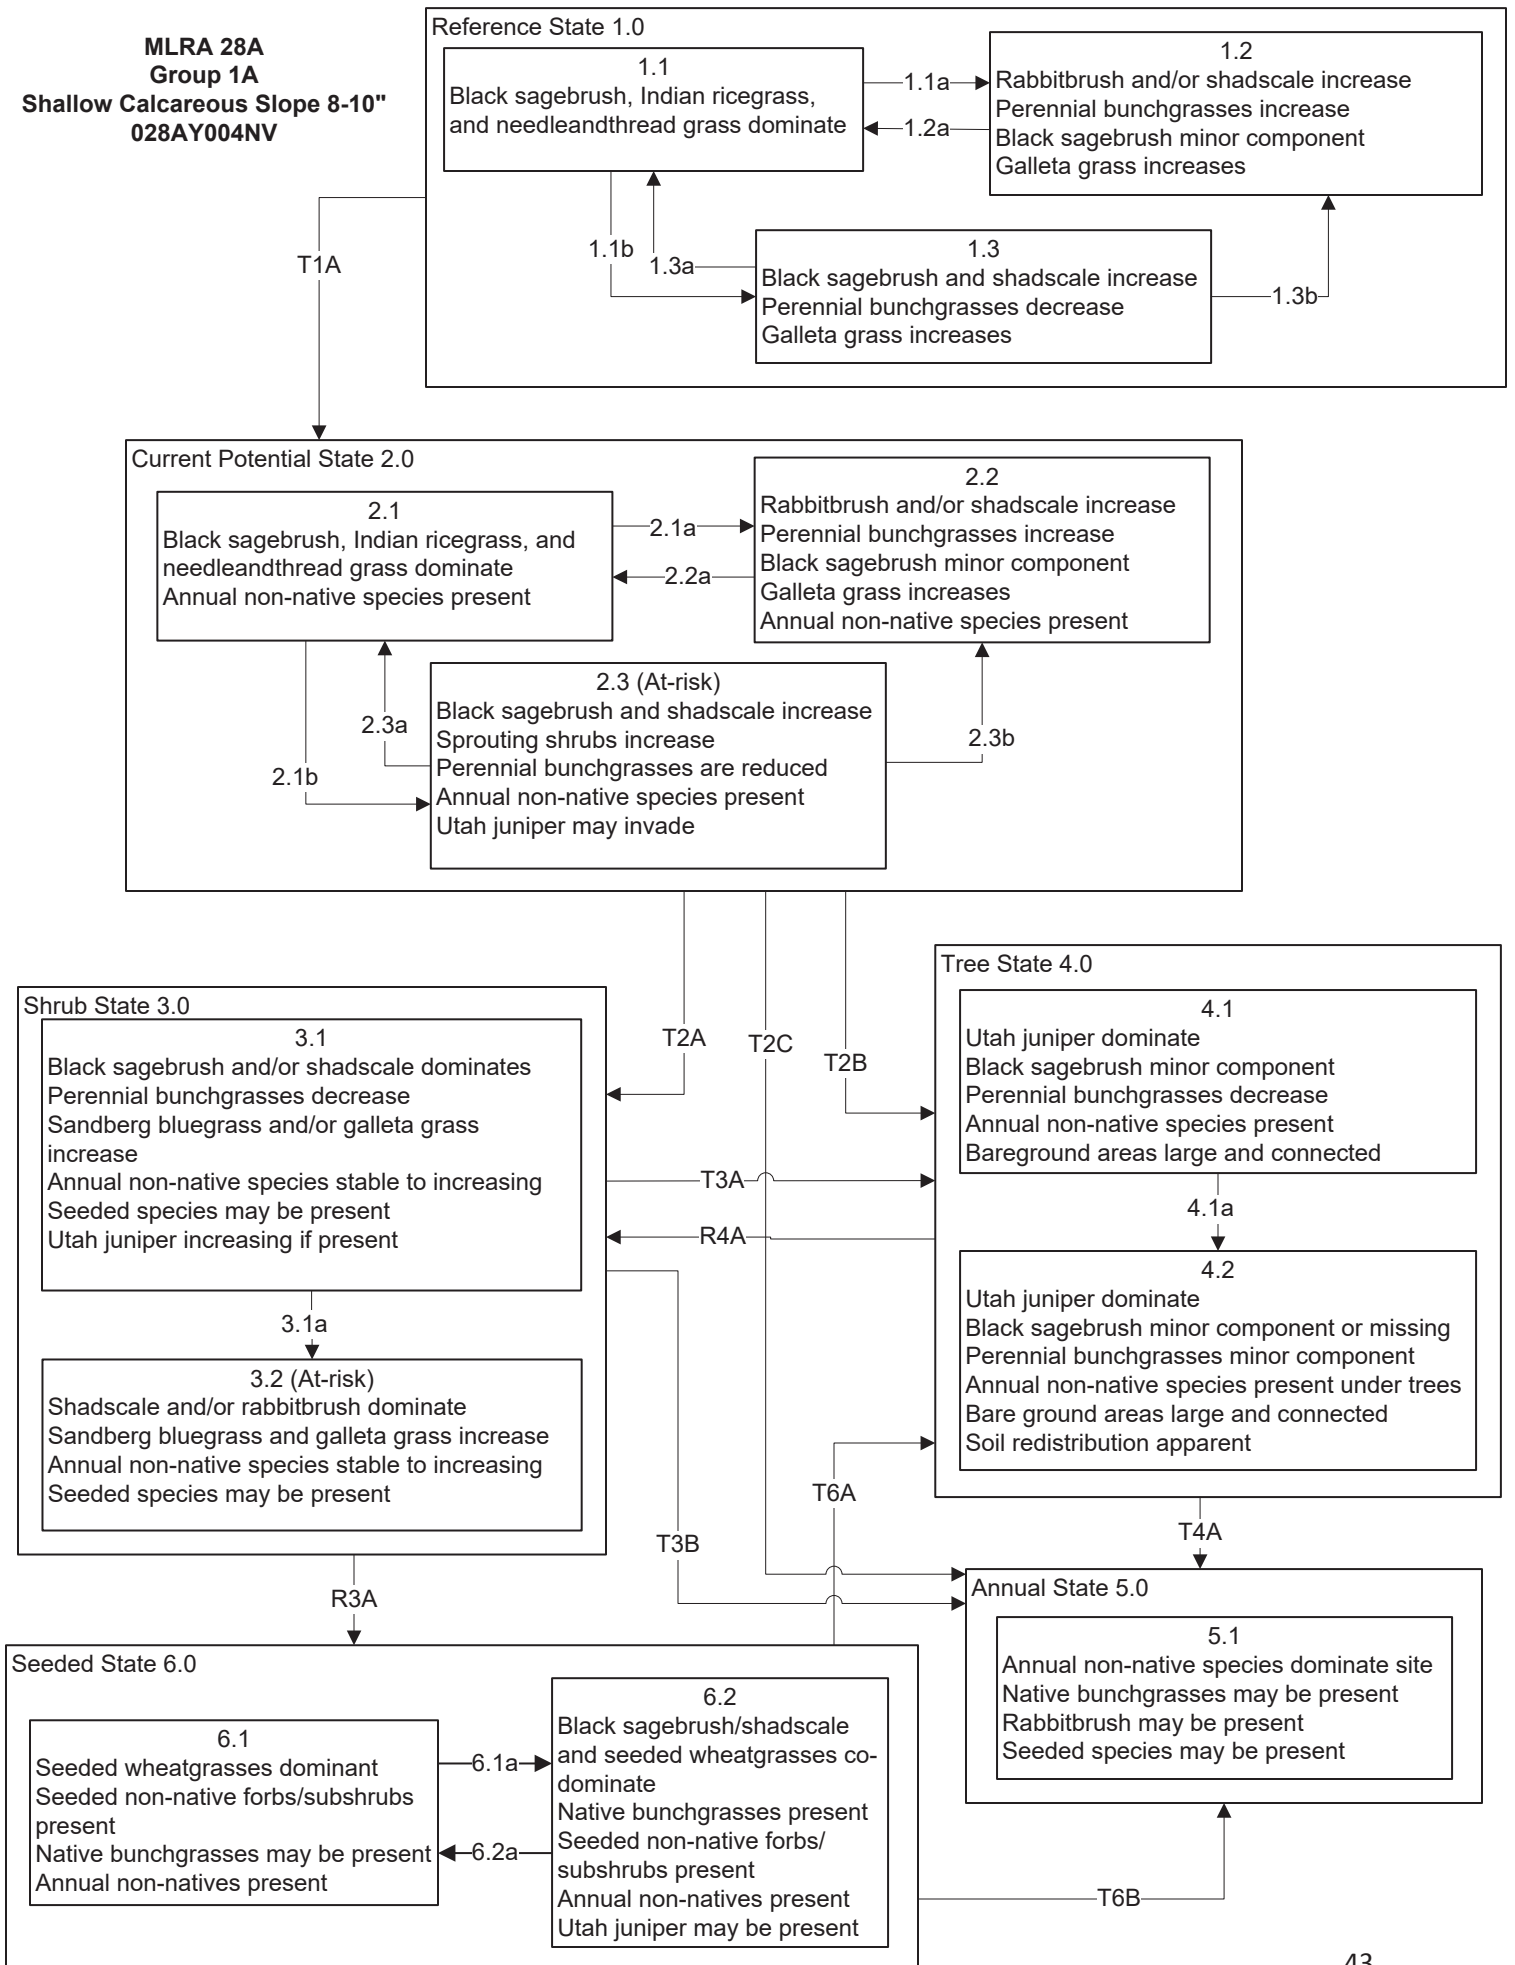 MLRA 28A
Group 1A
Shallow Calcareous Slope 8-10"
028AY004NV
Reference State 1.0
1.1
Black sagebrush, Indian ricegrass,
and needleandthread grass dominate
1.1a
1.2a
1.2
Rabbitbrush and/or shadscale increase
Perennial bunchgrasses increase
Black sagebrush minor component
Galleta grass increases
1.1b
1.3a
1.3
Black sagebrush and shadscale increase
Perennial bunchgrasses decrease
Galleta grass increases
1.3b
T1A
Current Potential State 2.0
2.1
Black sagebrush, Indian ricegrass, and
needleandthread grass dominate
Annual non-native species present
2.1a
2.2a
2.2
Rabbitbrush and/or shadscale increase
Perennial bunchgrasses increase
Black sagebrush minor component
Galleta grass increases
Annual non-native species present
2.1b
2.3a
2.3 (At-risk)
Black sagebrush and shadscale increase
Sprouting shrubs increase
Perennial bunchgrasses are reduced
Annual non-native species present
Utah juniper may invade
2.3b
T2A
T2C
T2B
Shrub State 3.0
3.1
Black sagebrush and/or shadscale dominates
Perennial bunchgrasses decrease
Sandberg bluegrass and/or galleta grass
increase
Annual non-native species stable to increasing
Seeded species may be present
Utah juniper increasing if present
3.1a
3.2 (At-risk)
Shadscale and/or rabbitbrush dominate
Sandberg bluegrass and galleta grass increase
Annual non-native species stable to increasing
Seeded species may be present
T3A
R4A
T3B
Tree State 4.0
4.1
Utah juniper dominate
Black sagebrush minor component
Perennial bunchgrasses decrease
Annual non-native species present
Bareground areas large and connected
4.1a
4.2
Utah juniper dominate
Black sagebrush minor component or missing
Perennial bunchgrasses minor component
Annual non-native species present under trees
Bare ground areas large and connected
Soil redistribution apparent
T6A
T4A
R3A
Annual State 5.0
5.1
Annual non-native species dominate site
Native bunchgrasses may be present
Rabbitbrush may be present
Seeded species may be present
Seeded State 6.0
6.1
Seeded wheatgrasses dominant
Seeded non-native forbs/subshrubs
present
Native bunchgrasses may be present
Annual non-natives present
6.1a
6.2a
6.2
Black sagebrush/shadscale
and seeded wheatgrasses co-
dominate
Native bunchgrasses present
Seeded non-native forbs/
subshrubs present
Annual non-natives present
Utah juniper may be present
T6B
43